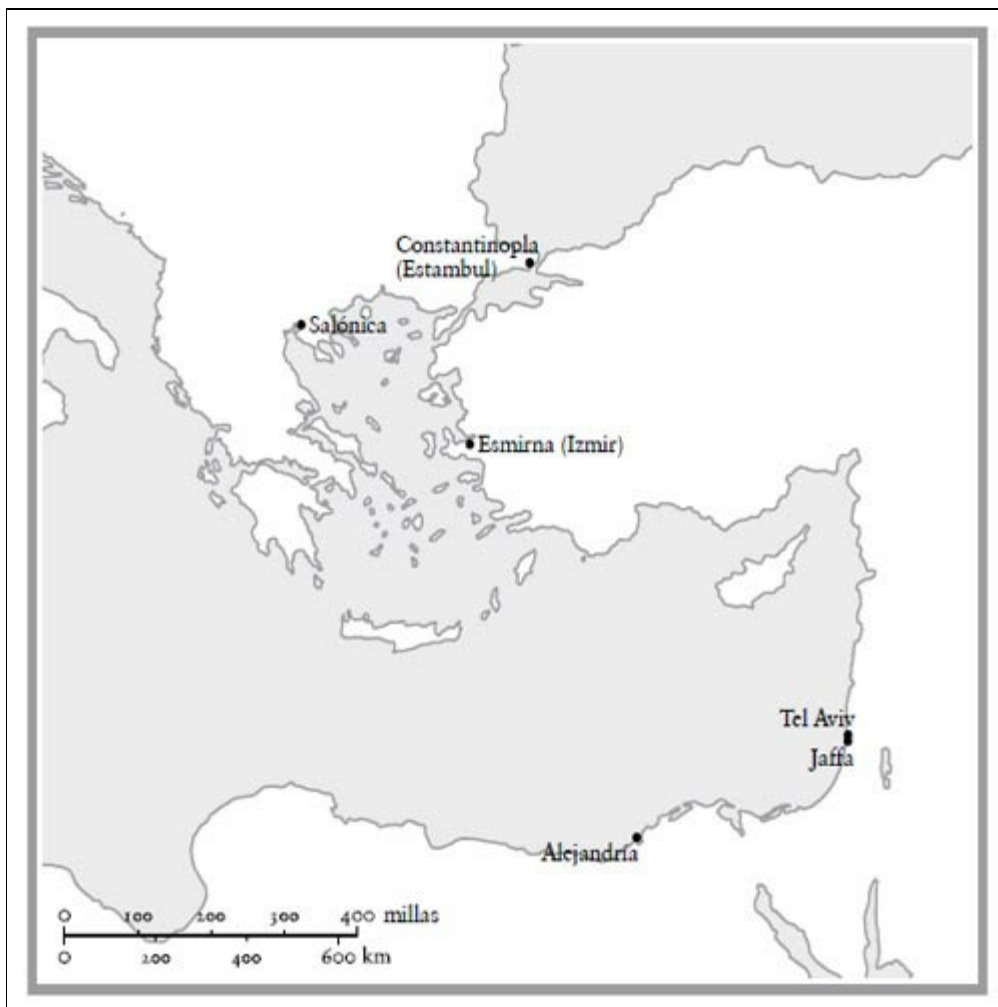 Constantinopla
(Estambul)
Salónica
Esmirna (Izmir)
Tel Aviv
Jaffa
Alejandría
0 100 200 300 400 millas
0 200 400 600 km